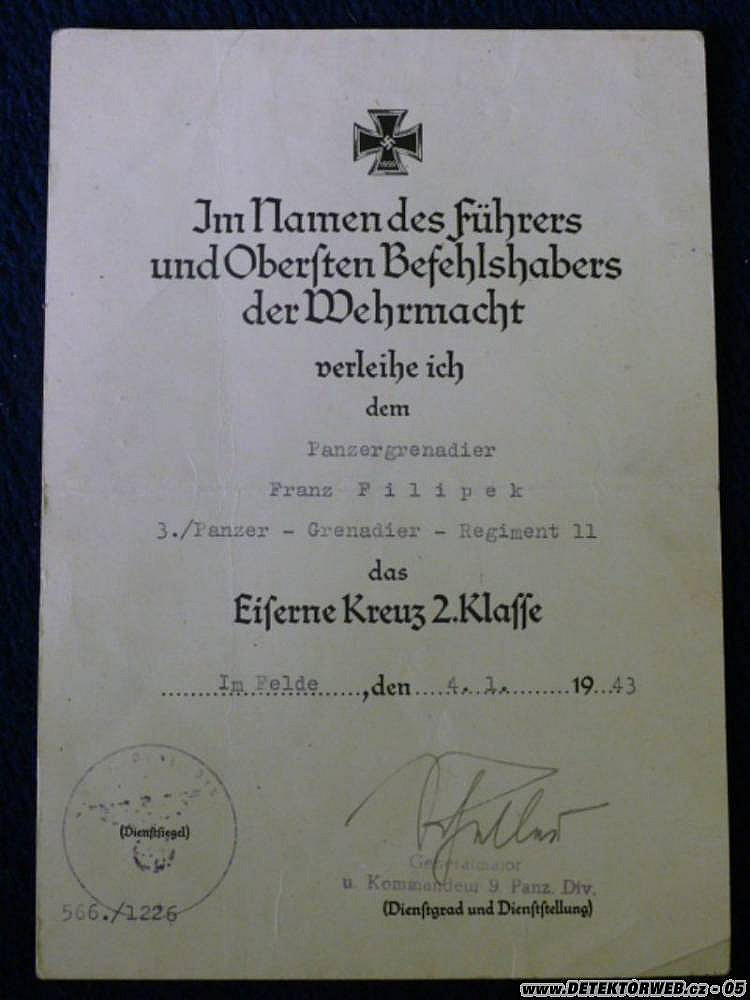 Im Namen des Führers
und Obersten Befehlshabers
der Wehrmacht
verleihe ich
dem
Panzergrenadier
Franz Filipek
3./Panzer - Grenadier - Regiment 11
das
Eiserne Kreuz 2.Klasse
Im Felde, den 4. 1. 1943
(Dienstsiegel)
Generalmajor
u. Kommandeur 9. Panz. Div.
566./1226
(Dienstgrad und Dienststellung)
www.DETEKTORWEB.cz - 05